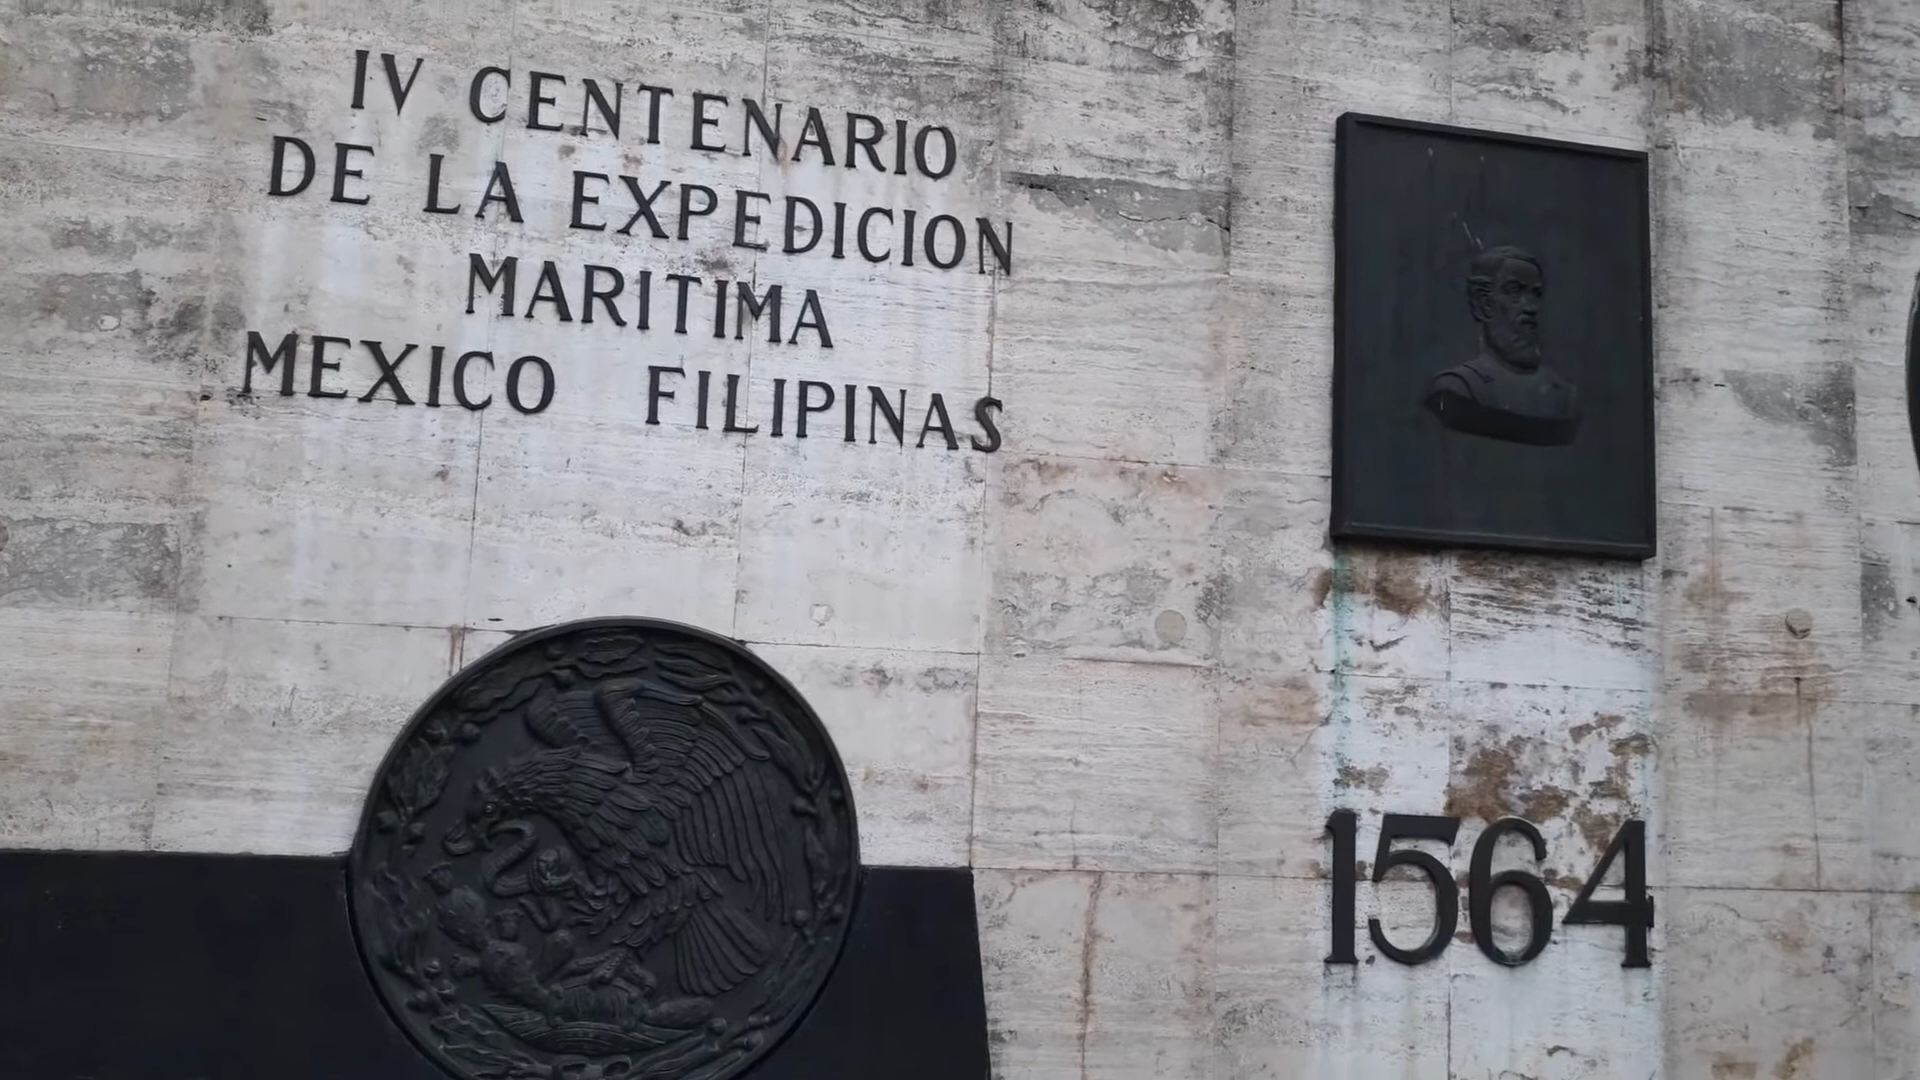 IV CENTENARIO
DE LA EXPEDICION
MARITIMA
MEXICO FILIPINAS
1564